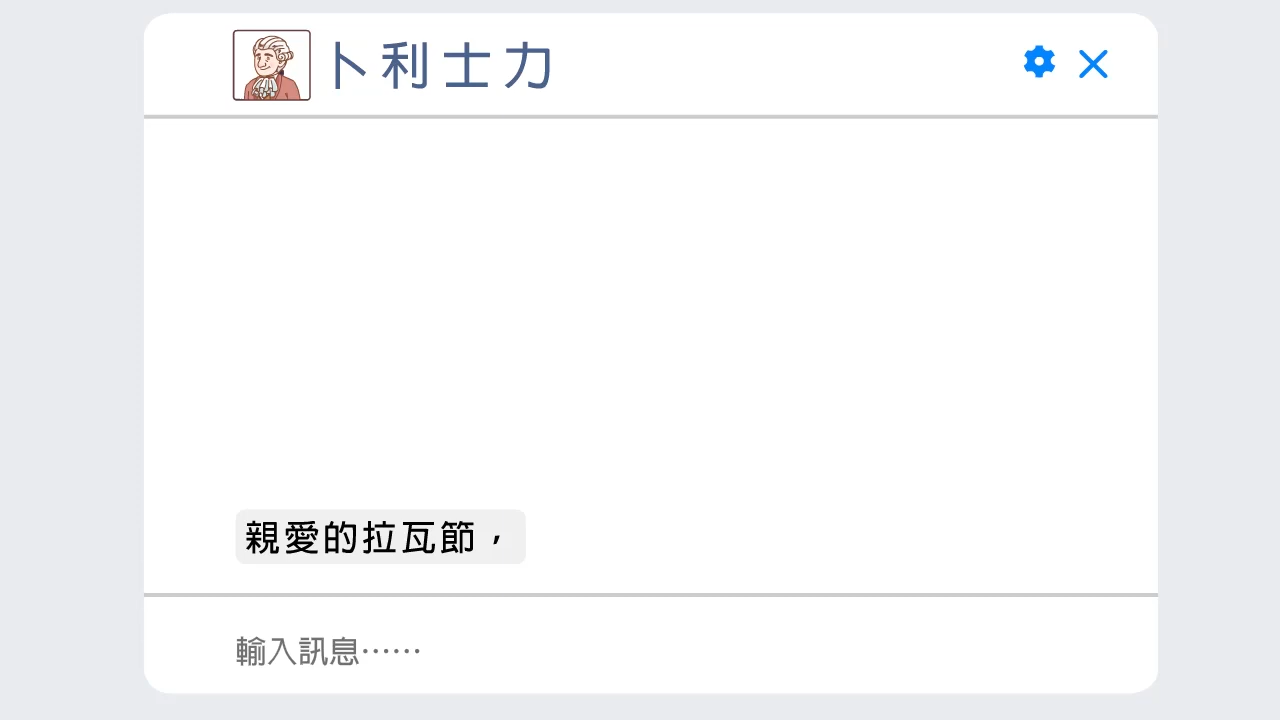 卜利士力
親愛的拉瓦節，
輸入訊息⋯⋯